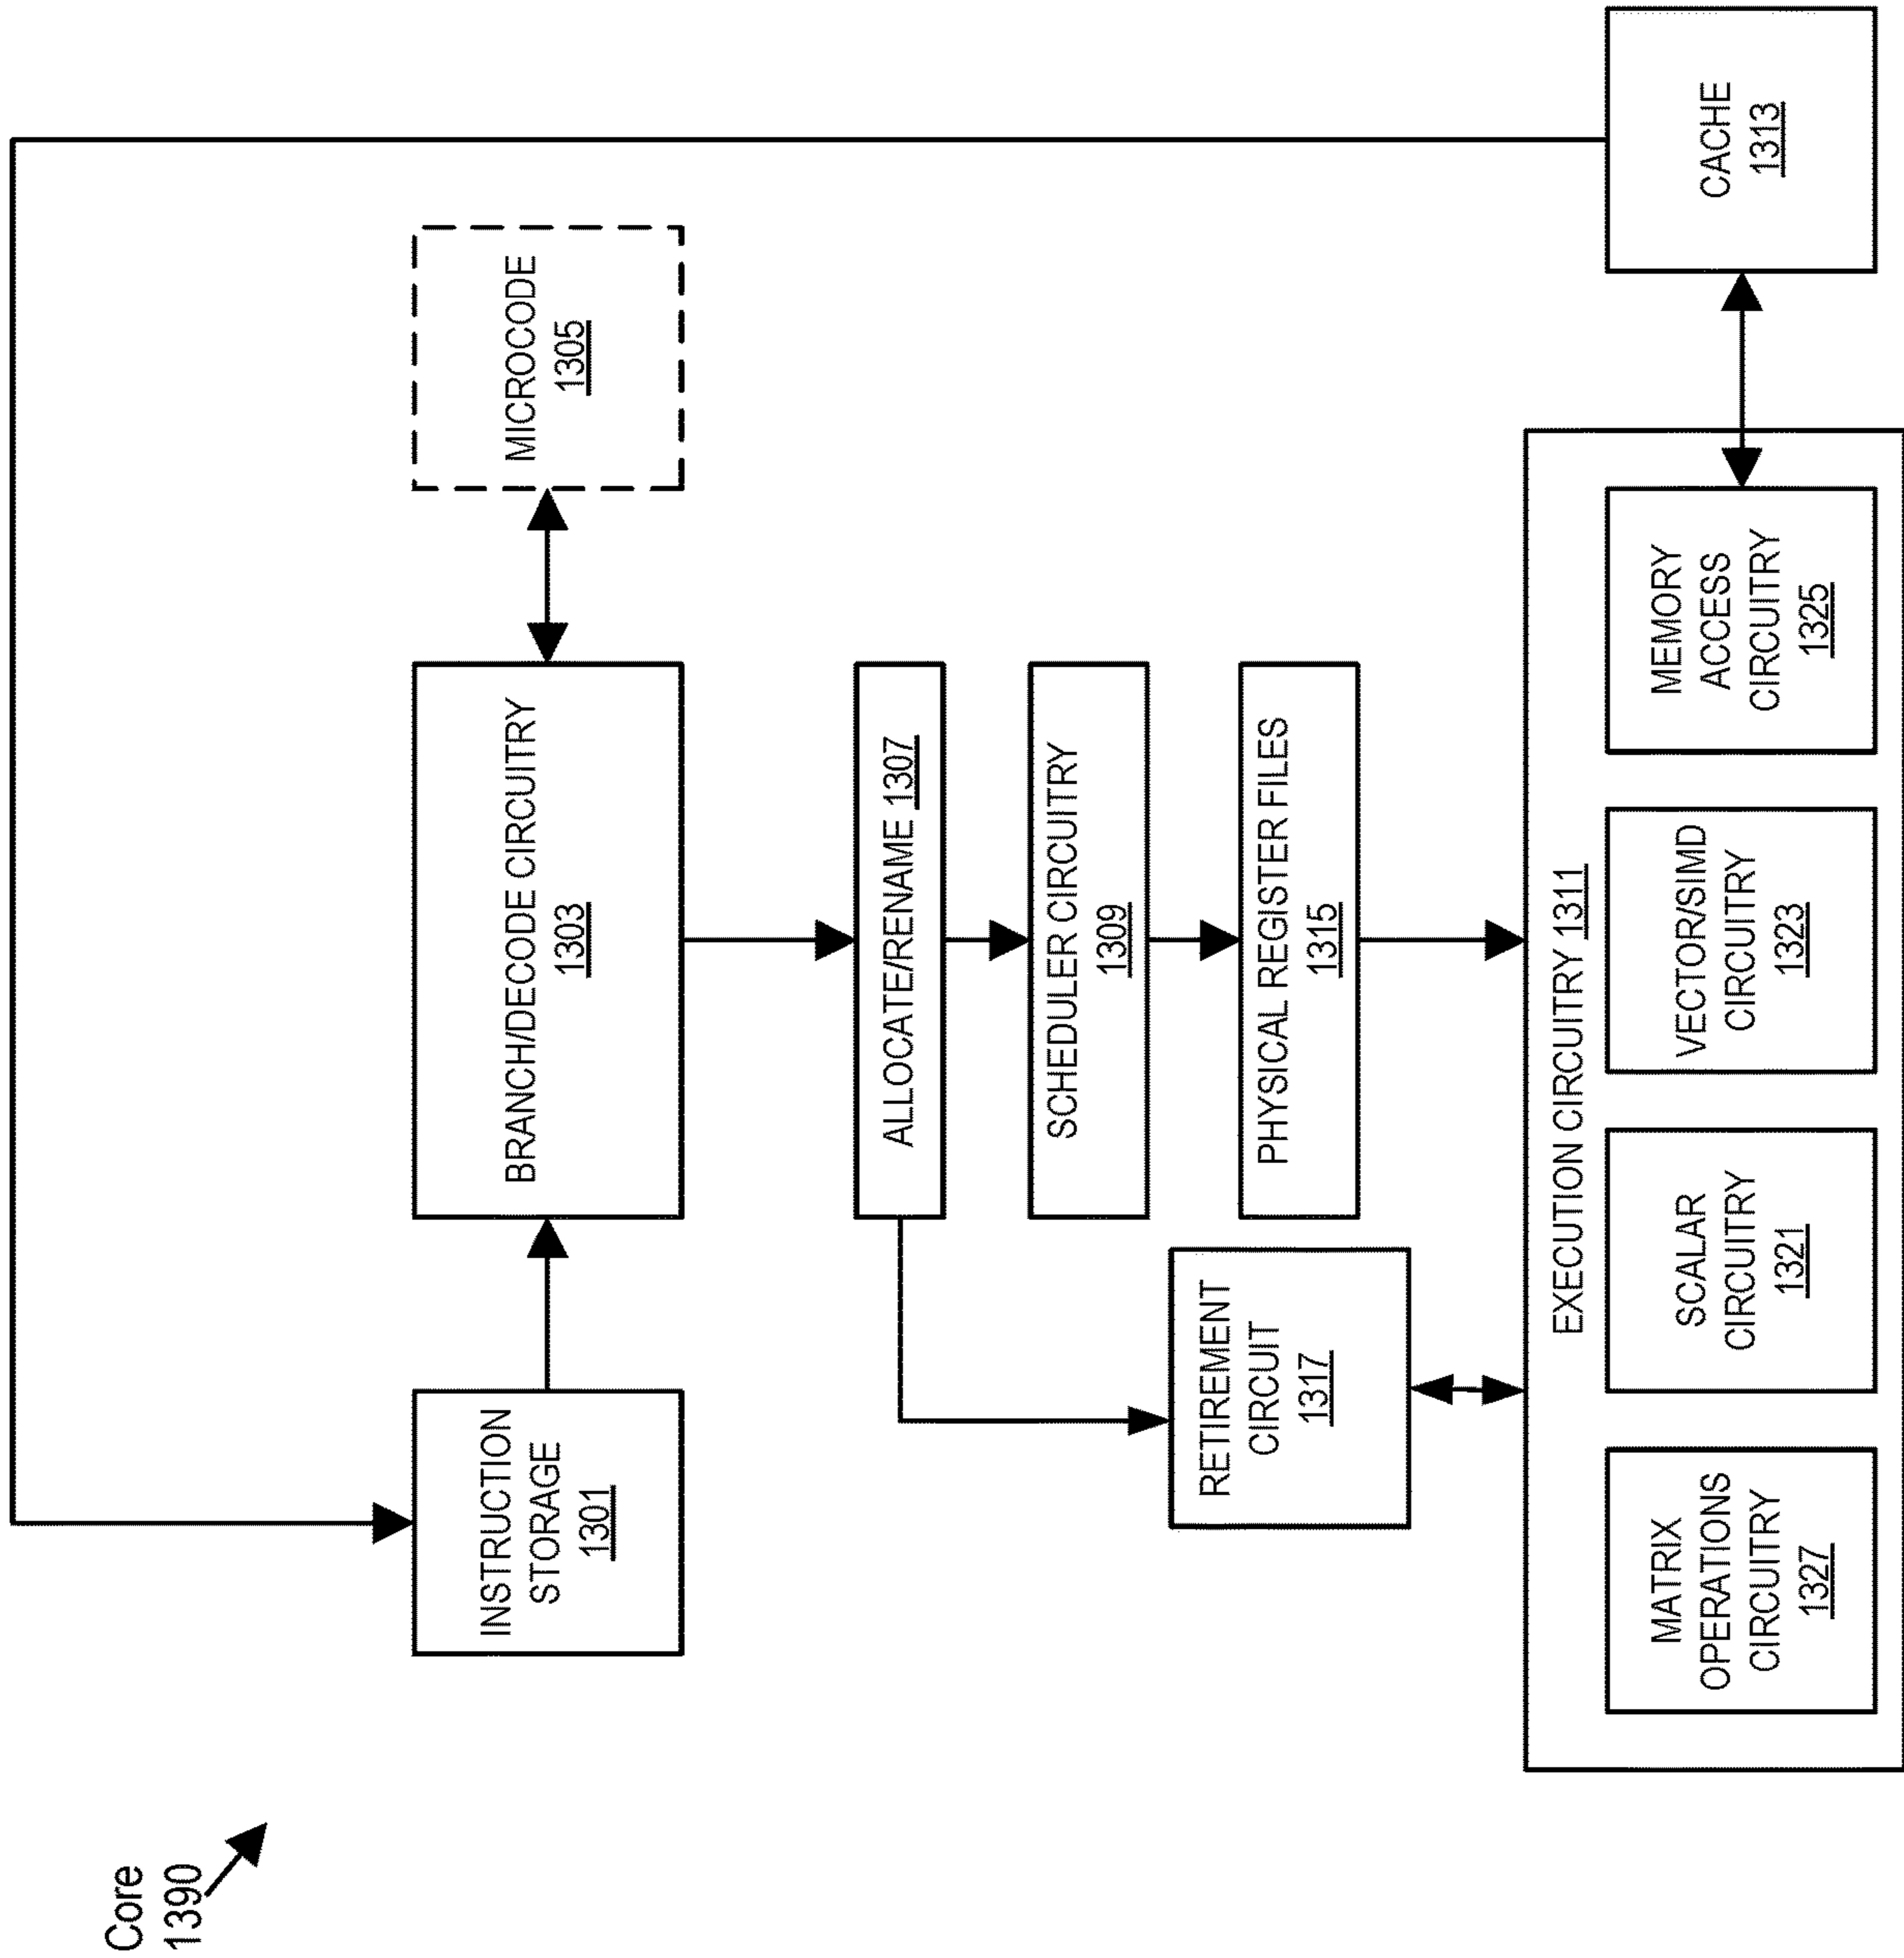 Core
1390
INSTRUCTION
STORAGE
1301
BRANCH/DECODE CIRCUITRY
1303
MICROCODE
1305
ALLOCATE/RENAME 1307
SCHEDULER CIRCUITRY
1309
PHYSICAL REGISTER FILES
1315
RETIREMENT
CIRCUIT
1317
EXECUTION CIRCUITRY 1311
MATRIX
OPERATIONS
CIRCUITRY
1327
SCALAR
CIRCUITRY
1321
VECTOR/SIMD
CIRCUITRY
1323
MEMORY
ACCESS
CIRCUITRY
1325
CACHE
1313